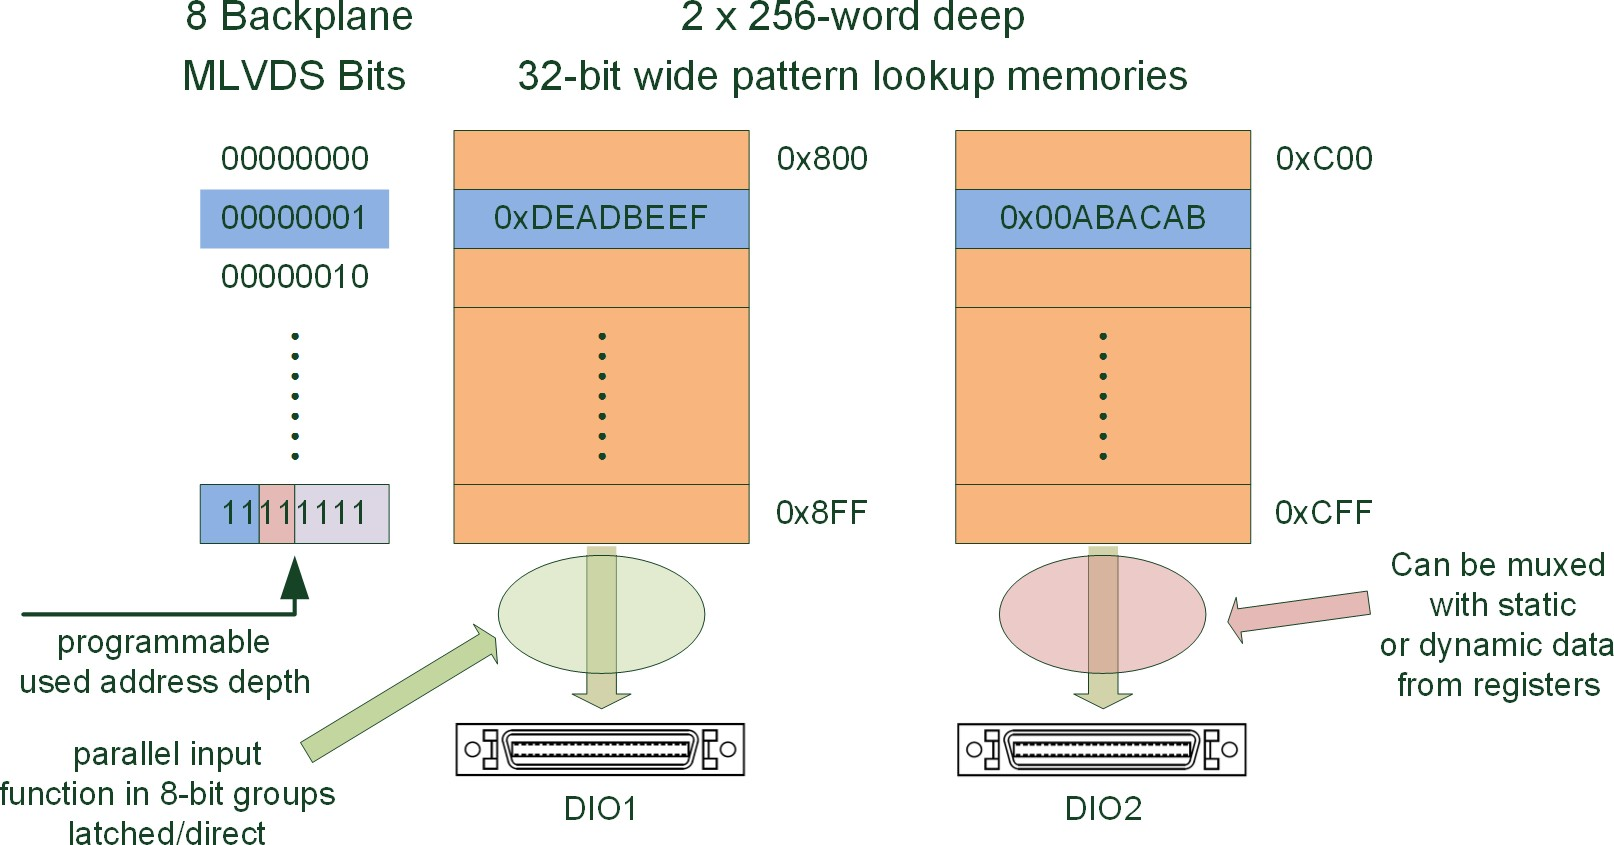 8 Backplane
MLVDS Bits
2 x 256-word deep
32-bit wide pattern lookup memories
00000000
0x800
0xC00
00000001
0xDEADBEEF
0x00ABACAB
00000010
11111111
0x8FF
0xCFF
programmable
used address depth
parallel input
function in 8-bit groups
latched/direct
Can be muxed
with static
or dynamic data
from registers
DIO1
DIO2